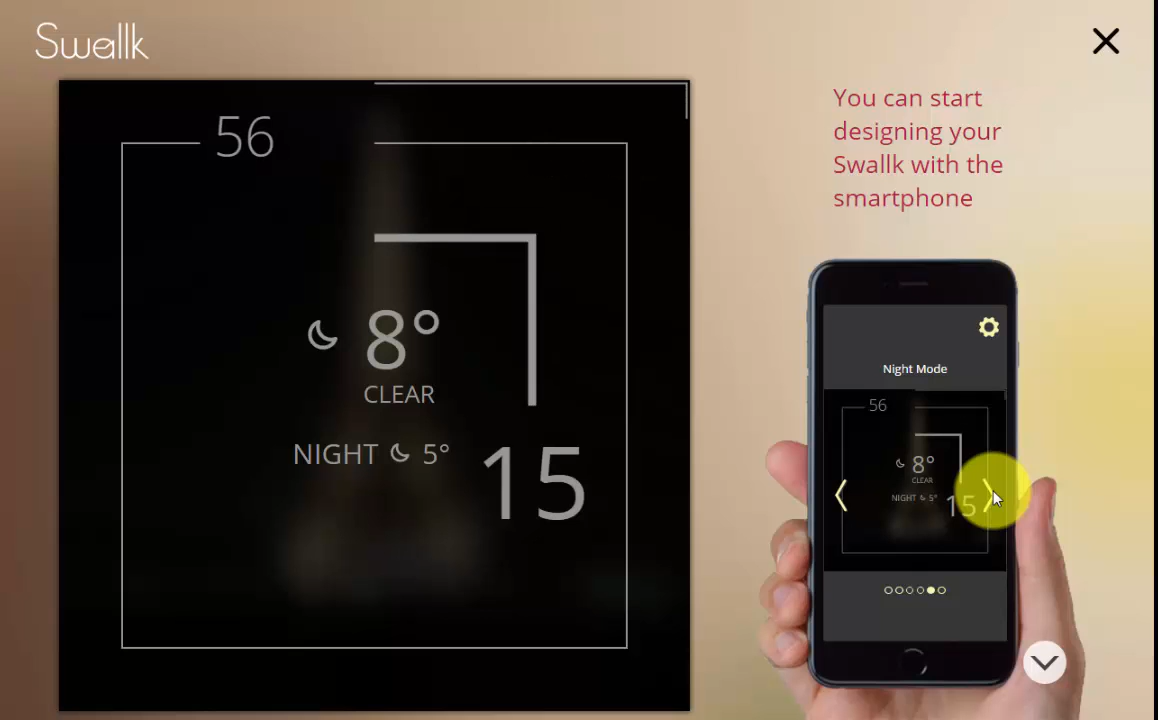 Swallk
You can start
designing your
Swallk with the
smartphone
56
8°
CLEAR
NIGHT 5°
15
Night Mode
56
8°
CLEAR
NIGHT 5°
15